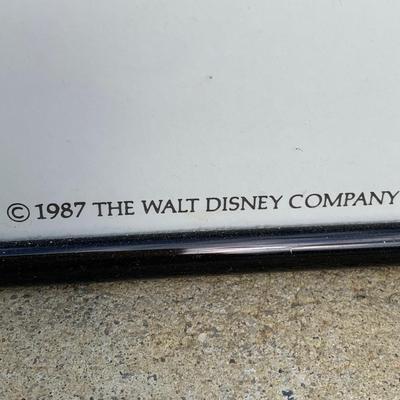 © 1987 THE WALT DISNEY COMPANY